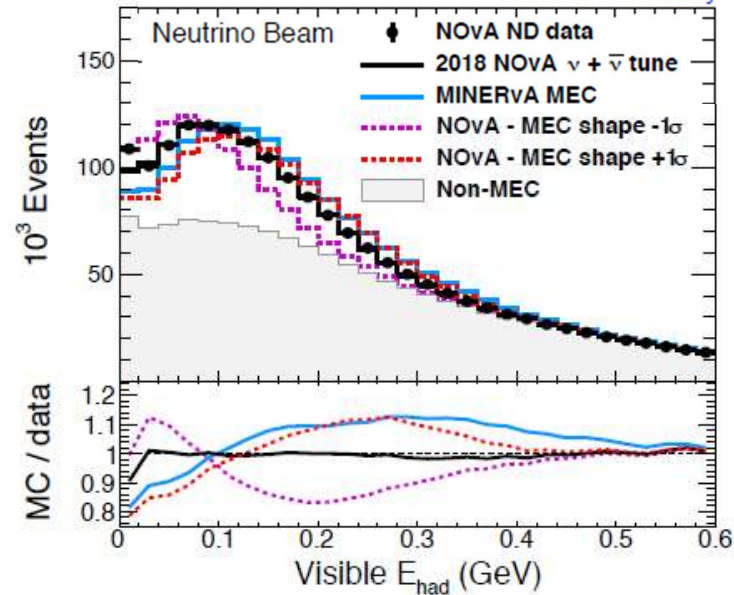 Neutrino Beam
NOvA ND data
2018 NOvA ν + ν̅ tune
MINERvA MEC
NOvA - MEC shape -1σ
NOvA - MEC shape +1σ
Non-MEC
10³ Events
150
100
50
MC / data
1.2
1.1
1
0.9
0.8
0 0.1 0.2 0.3 0.4 0.5 0.6
Visible E_had (GeV)